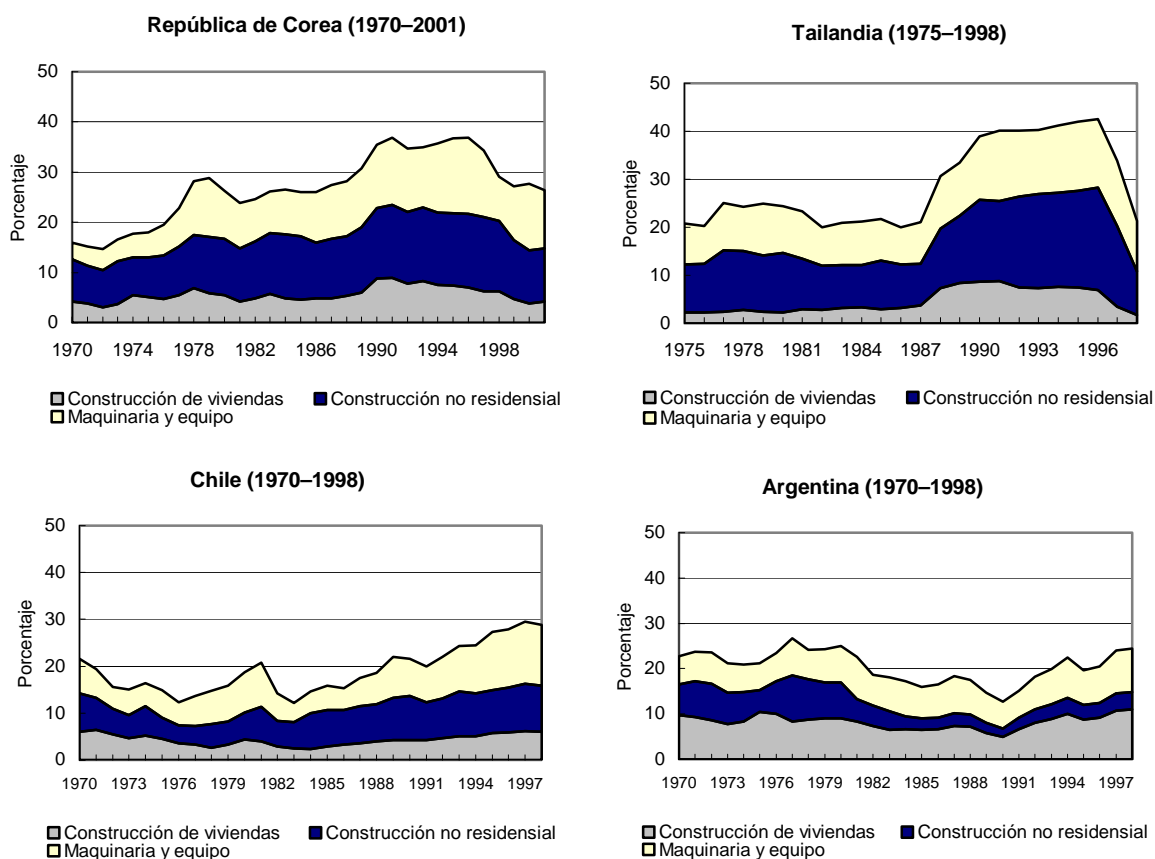 República de Corea (1970–2001)
50
40
30
20
10
0
Porcentaje
1970 1974 1978 1982 1986 1990 1994 1998
Construcción de viviendas Construcción no residensial
Maquinaria y equipo
Tailandia (1975–1998)
50
40
30
20
10
0
Porcentaje
1975 1978 1981 1984 1987 1990 1993 1996
Construcción de viviendas Construcción no residensial
Maquinaria y equipo
Chile (1970–1998)
50
40
30
20
10
0
Porcentaje
1970 1973 1976 1979 1982 1985 1988 1991 1994 1997
Construcción de viviendas Construcción no residensial
Maquinaria y equipo
Argentina (1970–1998)
50
40
30
20
10
0
Porcentaje
1970 1973 1976 1979 1982 1985 1988 1991 1994 1997
Construcción de viviendas Construcción no residensial
Maquinaria y equipo